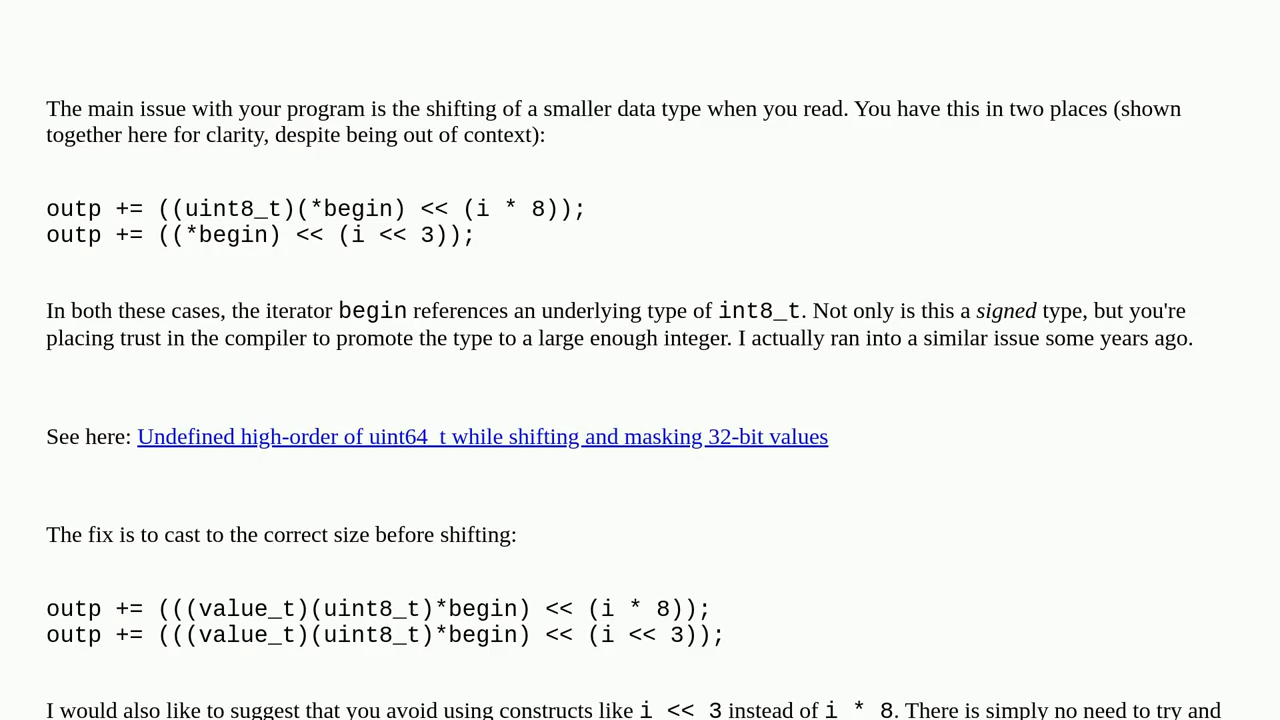 The main issue with your program is the shifting of a smaller data type when you read. You have this in two places (shown
together here for clarity, despite being out of context):
outp += ((uint8_t)(*begin) << (i * 8));
outp += ((*begin) << (i << 3));
In both these cases, the iterator begin references an underlying type of int8_t. Not only is this a signed type, but you're
placing trust in the compiler to promote the type to a large enough integer. I actually ran into a similar issue some years ago.
See here: Undefined high-order of uint64_t while shifting and masking 32-bit values
The fix is to cast to the correct size before shifting:
outp += (((value_t)(uint8_t)*begin) << (i * 8));
outp += (((value_t)(uint8_t)*begin) << (i << 3));
I would also like to suggest that you avoid using constructs like i << 3 instead of i * 8. There is simply no need to try and